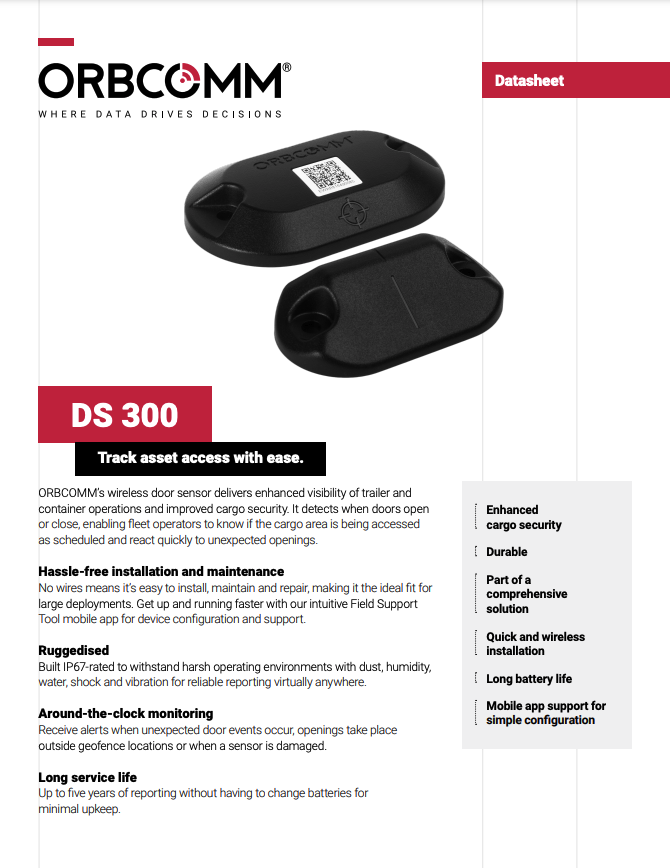 ORBCOMM®
WHERE DATA DRIVES DECISIONS
Datasheet
ORBCOMM
DS 300
Track asset access with ease.
ORBCOMM's wireless door sensor delivers enhanced visibility of trailer and
container operations and improved cargo security. It detects when doors open
or close, enabling fleet operators to know if the cargo area is being accessed
as scheduled and react quickly to unexpected openings.
Hassle-free installation and maintenance
No wires means it's easy to install, maintain and repair, making it the ideal fit for
large deployments. Get up and running faster with our intuitive Field Support
Tool mobile app for device configuration and support.
Ruggedised
Built IP67-rated to withstand harsh operating environments with dust, humidity,
water, shock and vibration for reliable reporting virtually anywhere.
Around-the-clock monitoring
Receive alerts when unexpected door events occur, openings take place
outside geofence locations or when a sensor is damaged.
Long service life
Up to five years of reporting without having to change batteries for
minimal upkeep.
Enhanced
cargo security
Durable
Part of a
comprehensive
solution
Quick and wireless
installation
Long battery life
Mobile app support for
simple configuration